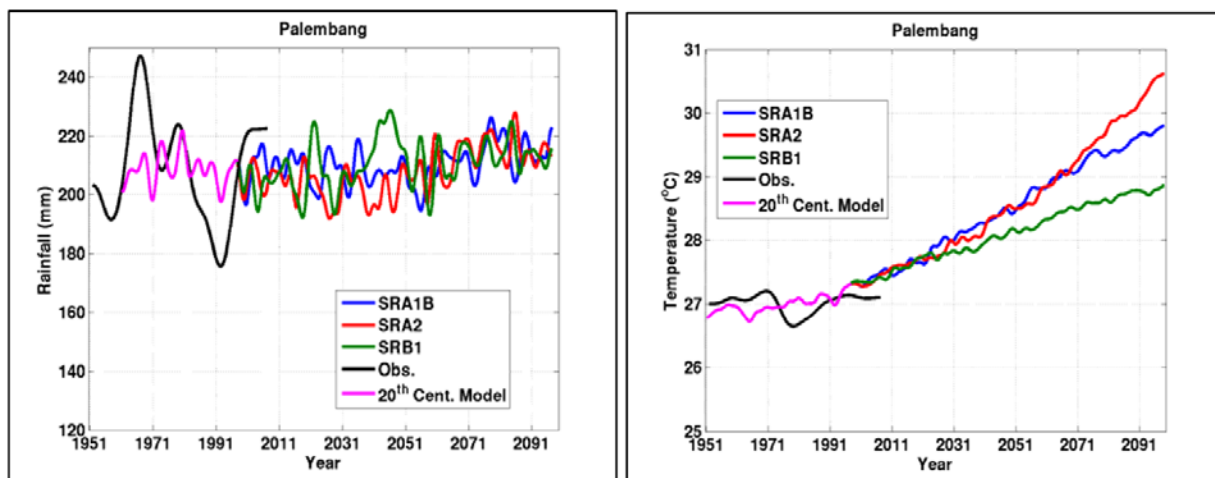 Palembang
240
220
200
180
160
140
120
Rainfall (mm)
SRA1B
SRA2
SRB1
Obs.
20th Cent. Model
1951 1971 1991 2011 2031 2051 2071 2091
Year
Palembang
31
30
29
28
27
26
25
Temperature (°C)
SRA1B
SRA2
SRB1
Obs.
20th Cent. Model
1951 1971 1991 2011 2031 2051 2071 2091
Year